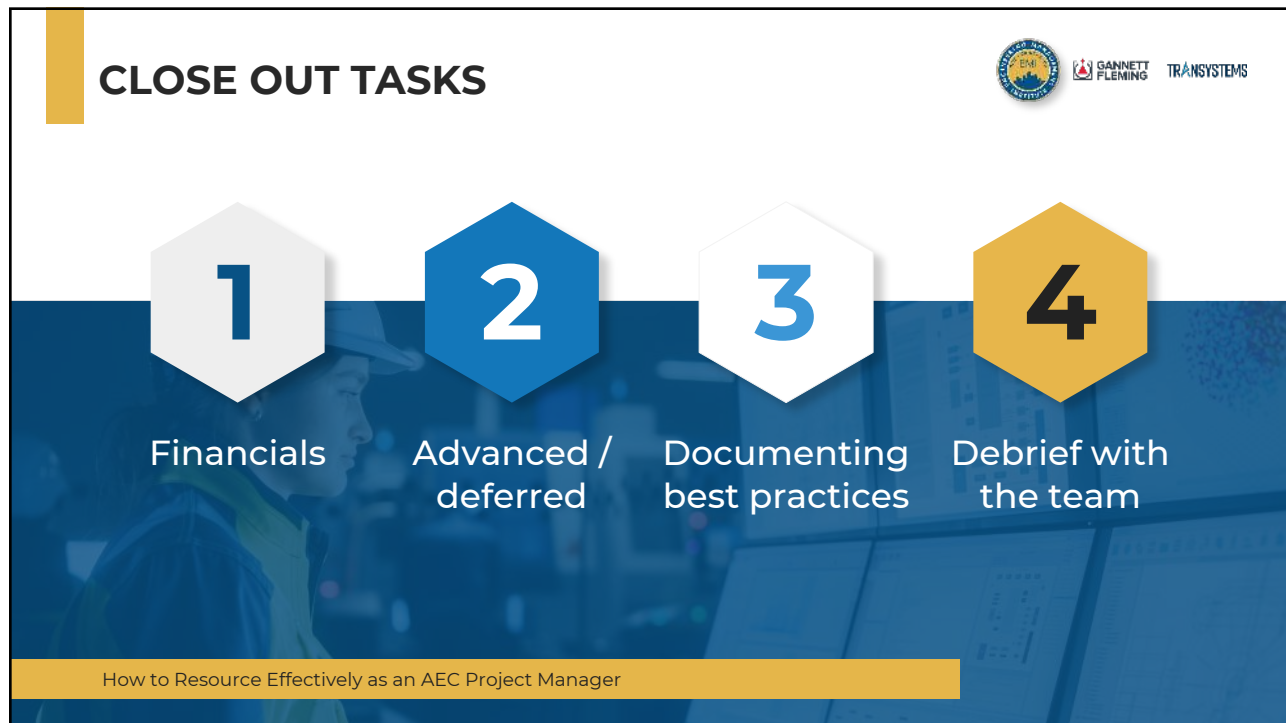 CLOSE OUT TASKS
EMI
GANNETT
FLEMING
TRANSYSTEMS
1
2
3
4
Financials
Advanced /
deferred
Documenting
best practices
Debrief with
the team
How to Resource Effectively as an AEC Project Manager